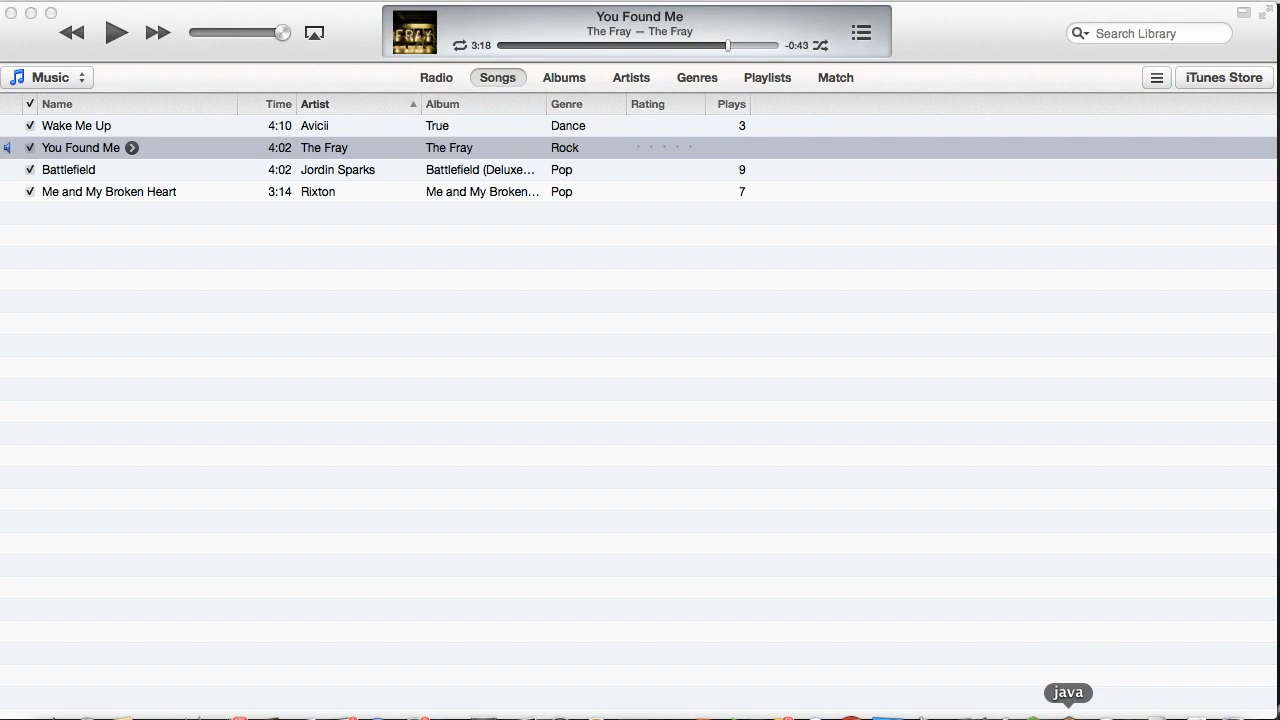 You Found Me
The Fray — The Fray
3:18
-0:43
Search Library
FRAY
Music
Radio Songs Albums Artists Genres Playlists Match
iTunes Store
✓ Name Time Artist Album Genre Rating Plays
Wake Me Up 4:10 Avicii True Dance 3
You Found Me 4:02 The Fray The Fray Rock
Battlefield 4:02 Jordin Sparks Battlefield (Deluxe... Pop 9
Me and My Broken Heart 3:14 Rixton Me and My Broken... Pop 7
java